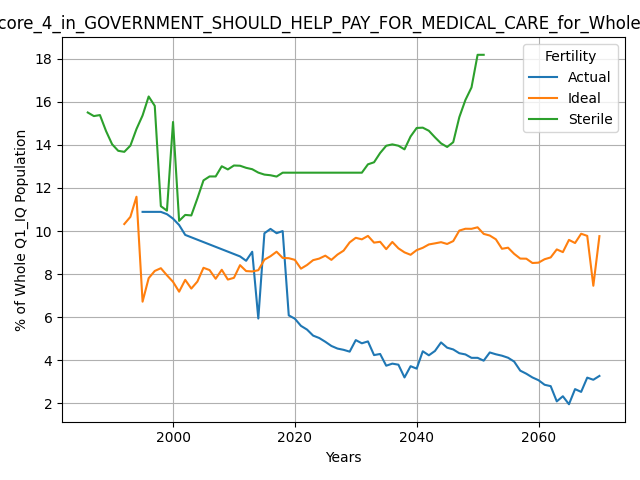 core_4_in_GOVERNMENT_SHOULD_HELP_PAY_FOR_MEDICAL_CARE_for_Whole
Fertility
Actual
Ideal
Sterile
% of Whole Q1_IQ Population
18
16
14
12
10
8
6
4
2
2000
2020
2040
2060
Years